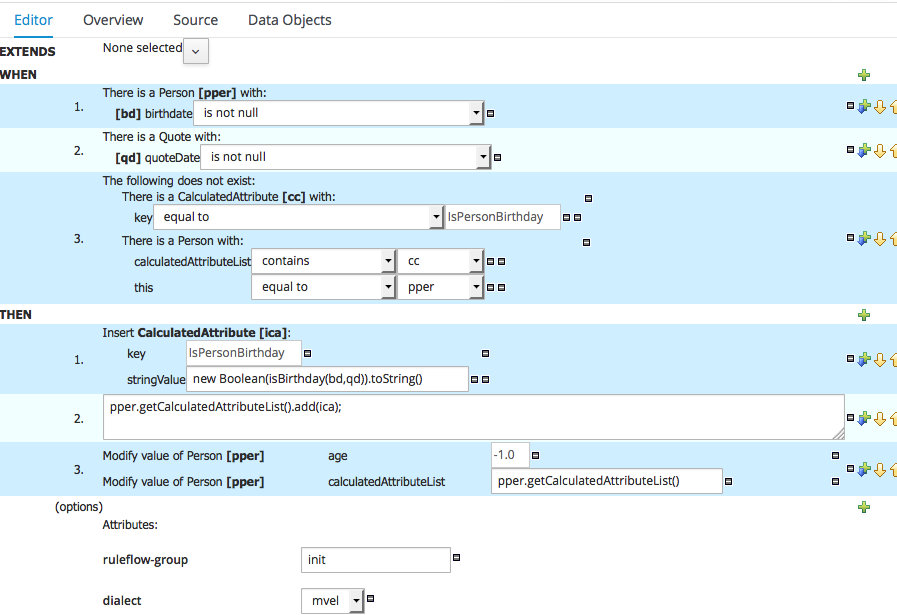 Editor Overview Source Data Objects
EXTENDS None selected
WHEN
There is a Person [pper] with:
1. [bd] birthdate is not null
There is a Quote with:
2. [qd] quoteDate is not null
The following does not exist:
There is a CalculatedAttribute [cc] with:
key equal to IsPersonBirthday
3. There is a Person with:
calculatedAttributeList contains cc
this equal to pper
THEN
Insert CalculatedAttribute [ica]:
1. key IsPersonBirthday
stringValue new Boolean(isBirthday(bd,qd)).toString()
2. pper.getCalculatedAttributeList().add(ica);
3. Modify value of Person [pper] age -1.0
Modify value of Person [pper] calculatedAttributeList pper.getCalculatedAttributeList()
(options)
Attributes:
ruleflow-group init
dialect mvel